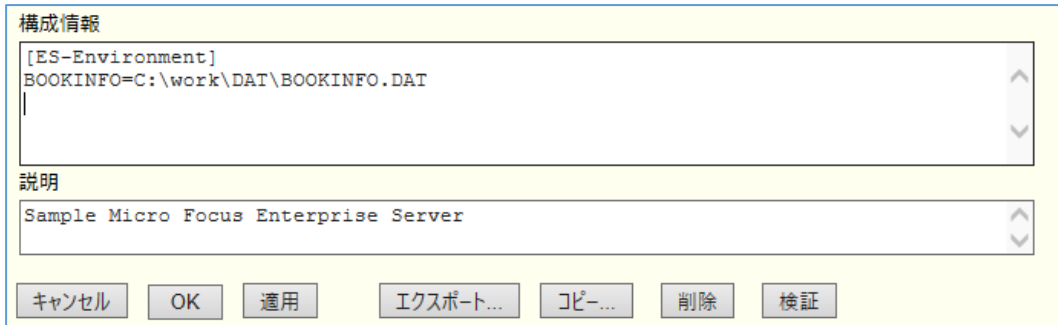 構成情報
[ES-Environment]
BOOKINFO=C:\work\DAT\BOOKINFO.DAT
説明
Sample Micro Focus Enterprise Server
キャンセル OK 適用 エクスポート... コピー... 削除 検証